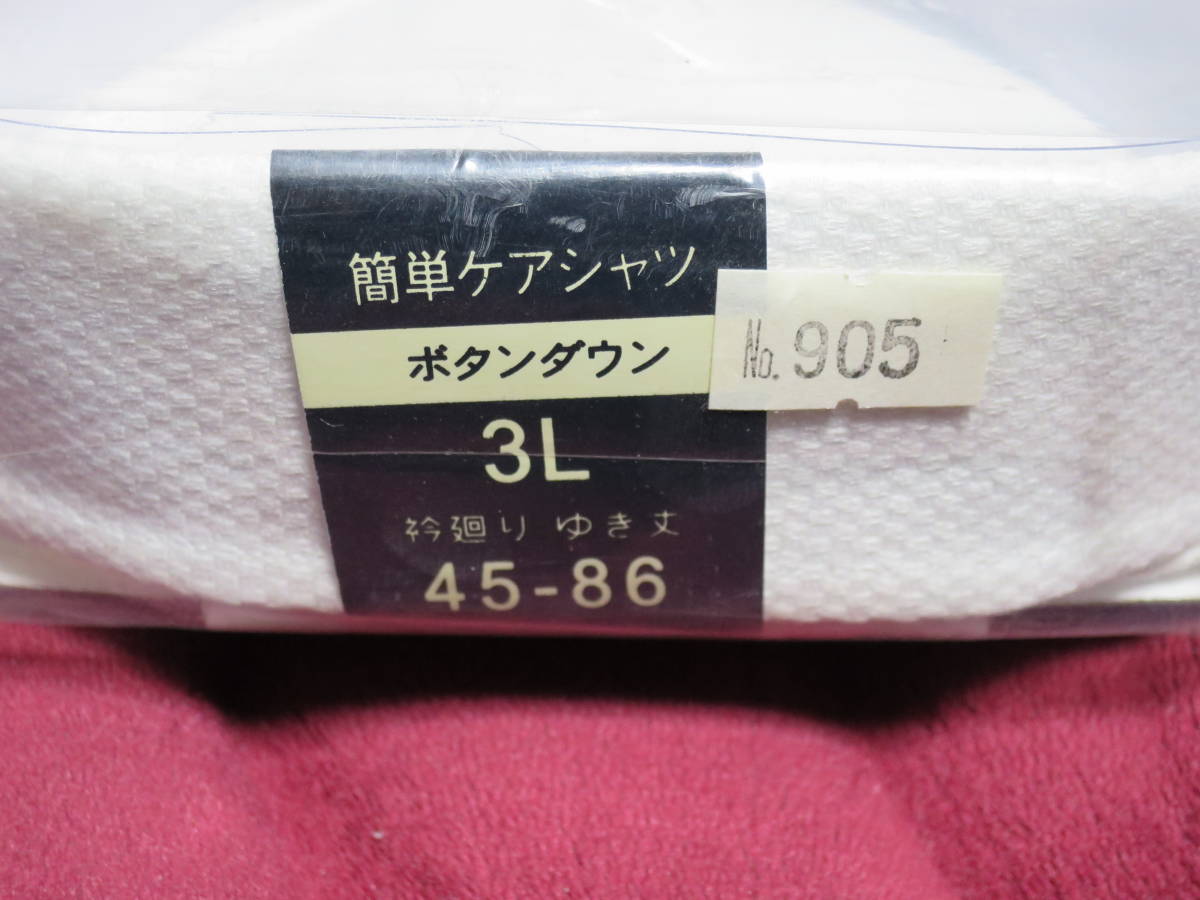 簡単ケアシャツ
ボタンダウン
No.905
3L
衿廻り ゆき丈
45-86